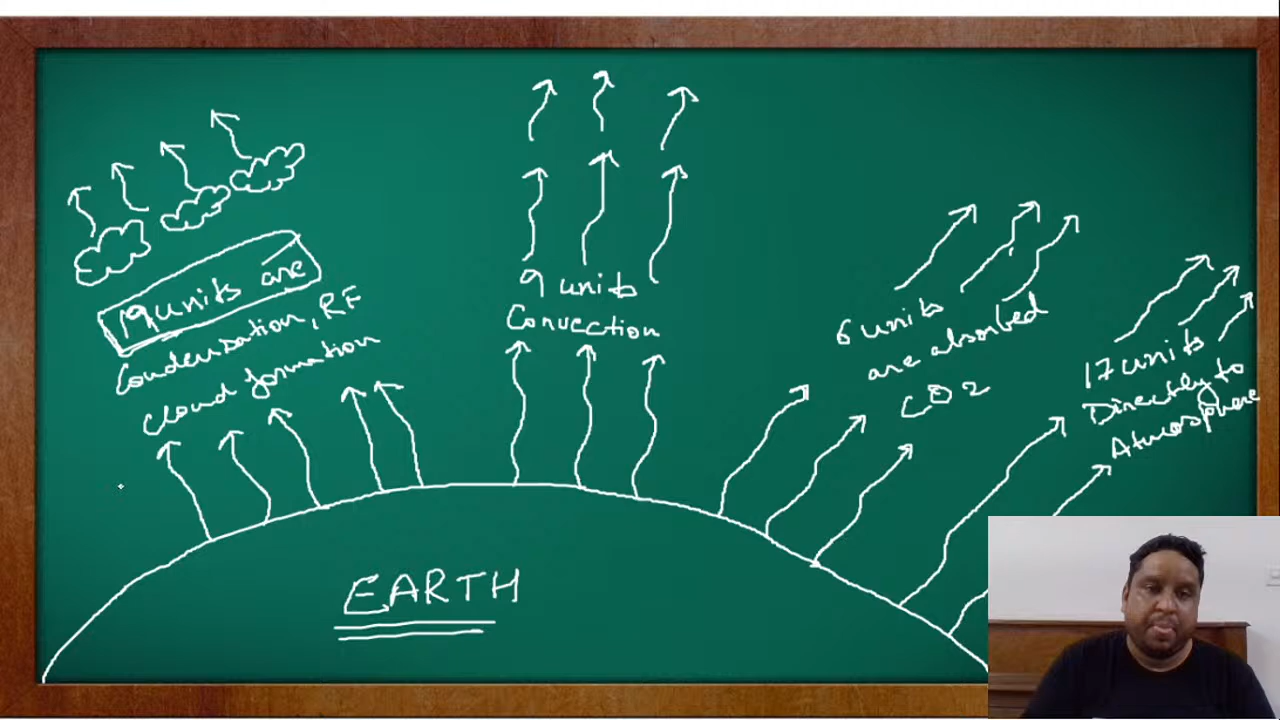 19 units are
Condensation, RF
cloud formation
9 units
Convection
6 units
are absorbed
CO2
17 units
Directly to
Atmosphere
EARTH